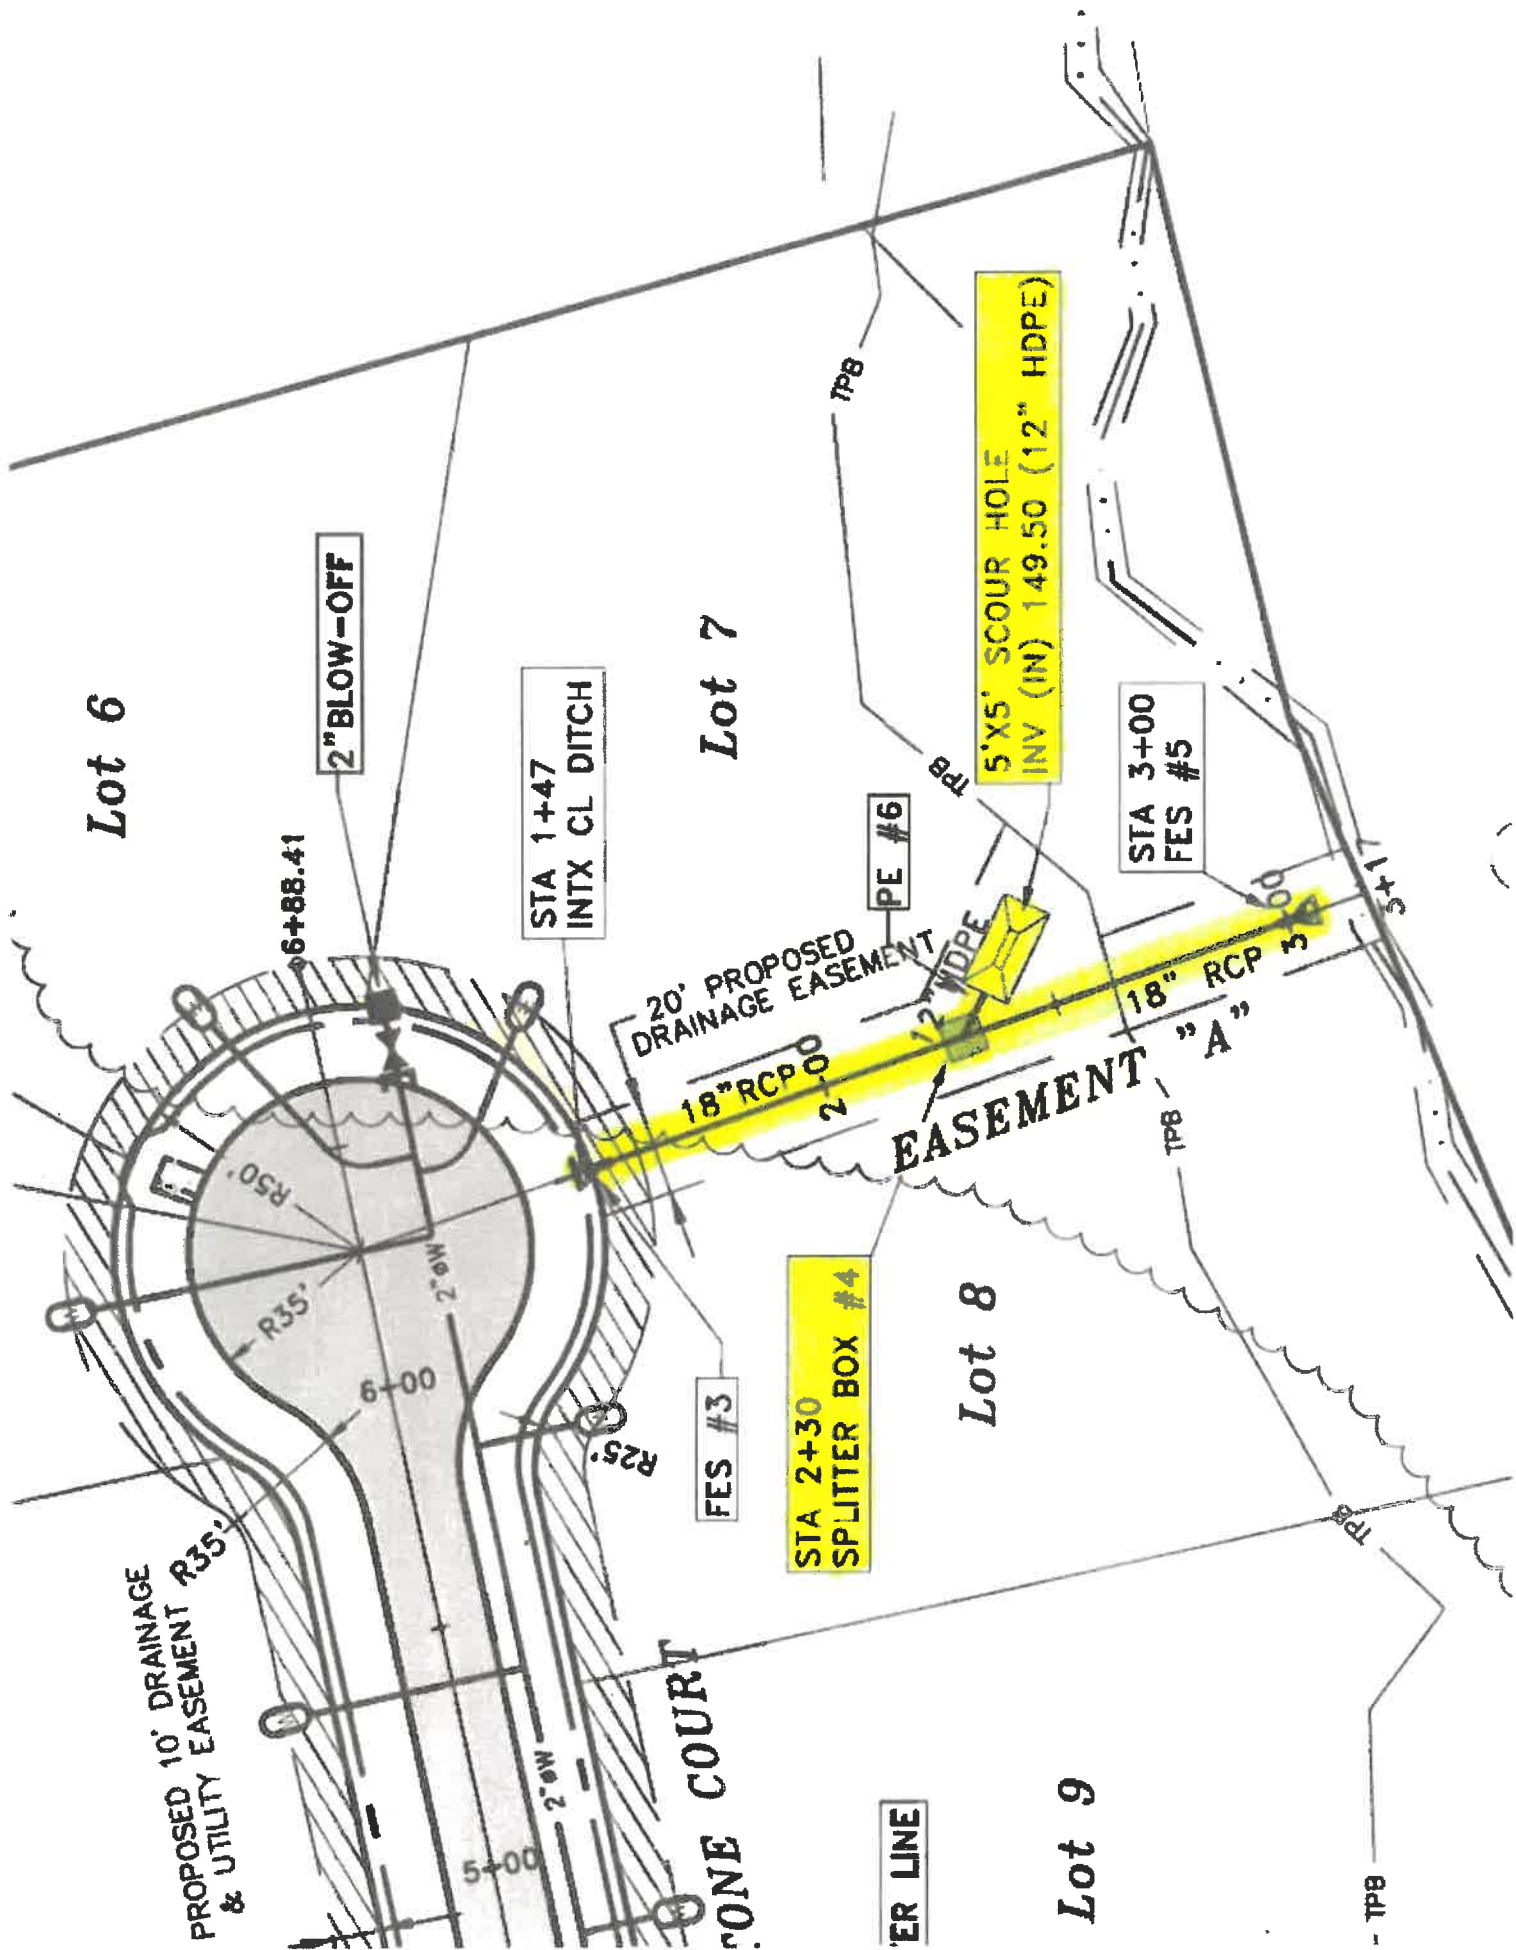 Lot 6
2"BLOW-OFF
6+88.41
STA 1+47
INTX CL DITCH
Lot 7
TPB
TPB
5'X5' SCOUR HOLE
INV (IN) 149.50 (12" HDPE)
PE #6
STA 3+00
FES #5
20' PROPOSED
DRAINAGE EASEMENT
12" HDPE
18"RCP
2+00
18" RCP
3+00
3+17
EASEMENT "A"
TPB
R50'
R35'
2"øW
6+00
R25'
FES #3
STA 2+30
SPLITTER BOX #4
Lot 8
TPB
PROPOSED 10' DRAINAGE
& UTILITY EASEMENT
R35'
2"øW
5+00
TONE COURT
ER LINE
Lot 9
- TPB